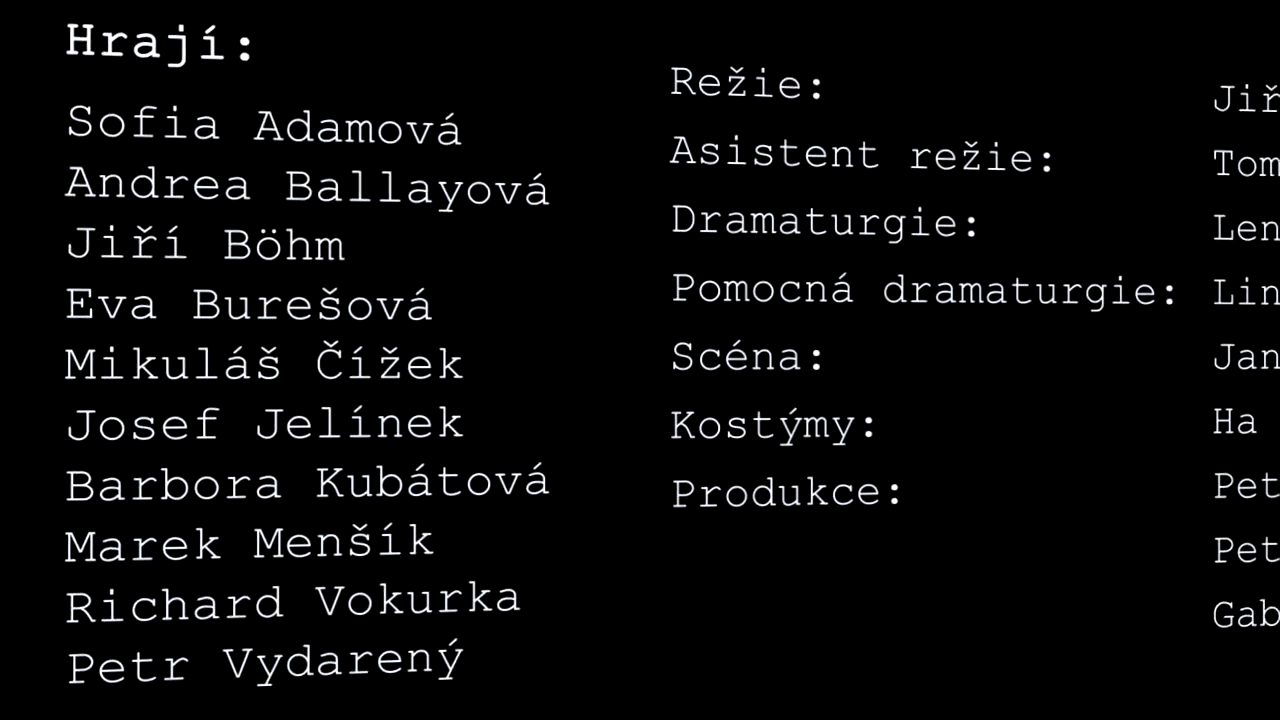 Hrají:
Sofia Adamová
Andrea Ballayová
Jiří Böhm
Eva Burešová
Mikuláš Čížek
Josef Jelínek
Barbora Kubátová
Marek Menšík
Richard Vokurka
Petr Vydarený
Režie:
Asistent režie:
Dramaturgie:
Pomocná dramaturgie:
Scéna:
Kostýmy:
Produkce:
Jiř
Tom
Len
Lin
Jan
Ha
Pet
Pet
Gab